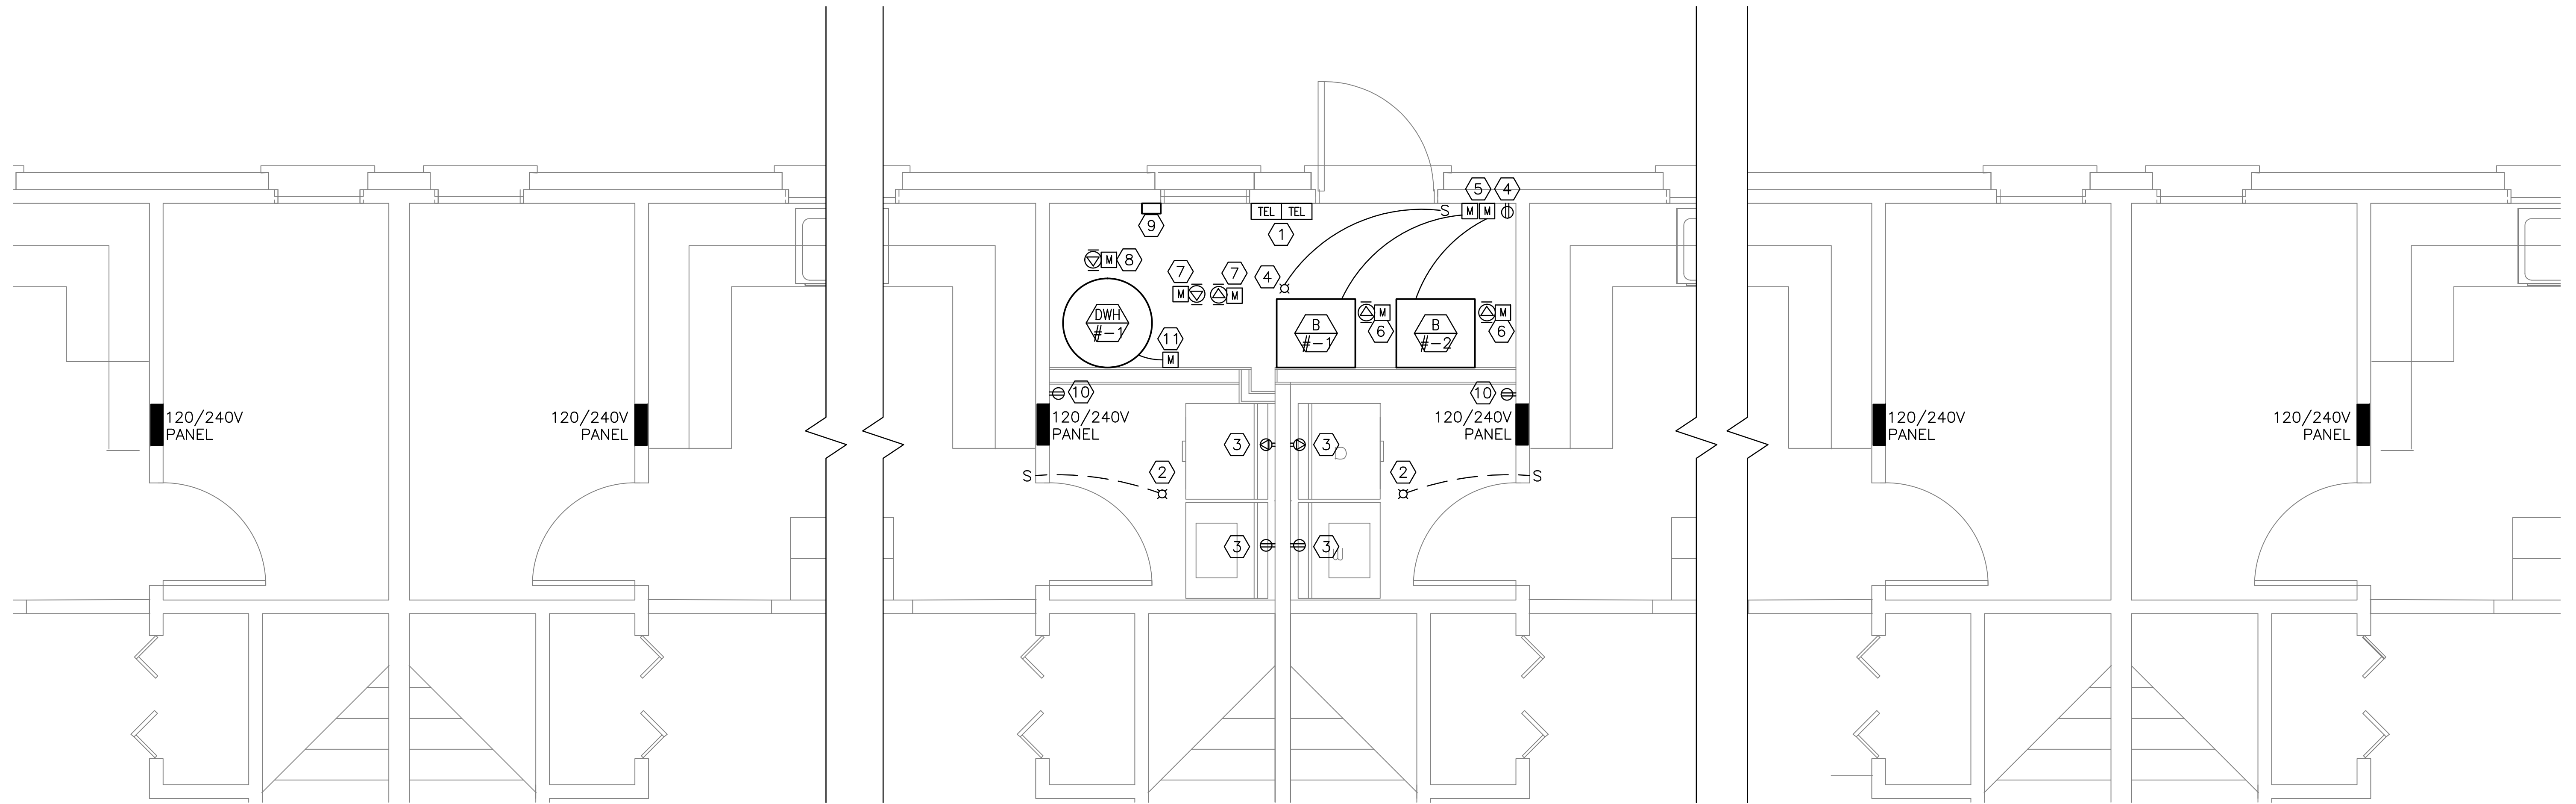 5 4
TEL TEL S M M
9 1
M 8
7 7 4
M M
DWH
#-1
B
#-1
M
6
B
#-2
M
6
11
M
10 10
120/240V
PANEL
120/240V
PANEL
120/240V
PANEL
120/240V
PANEL
120/240V
PANEL
120/240V
PANEL
3 3 D
S 2 2 S
3 3 E